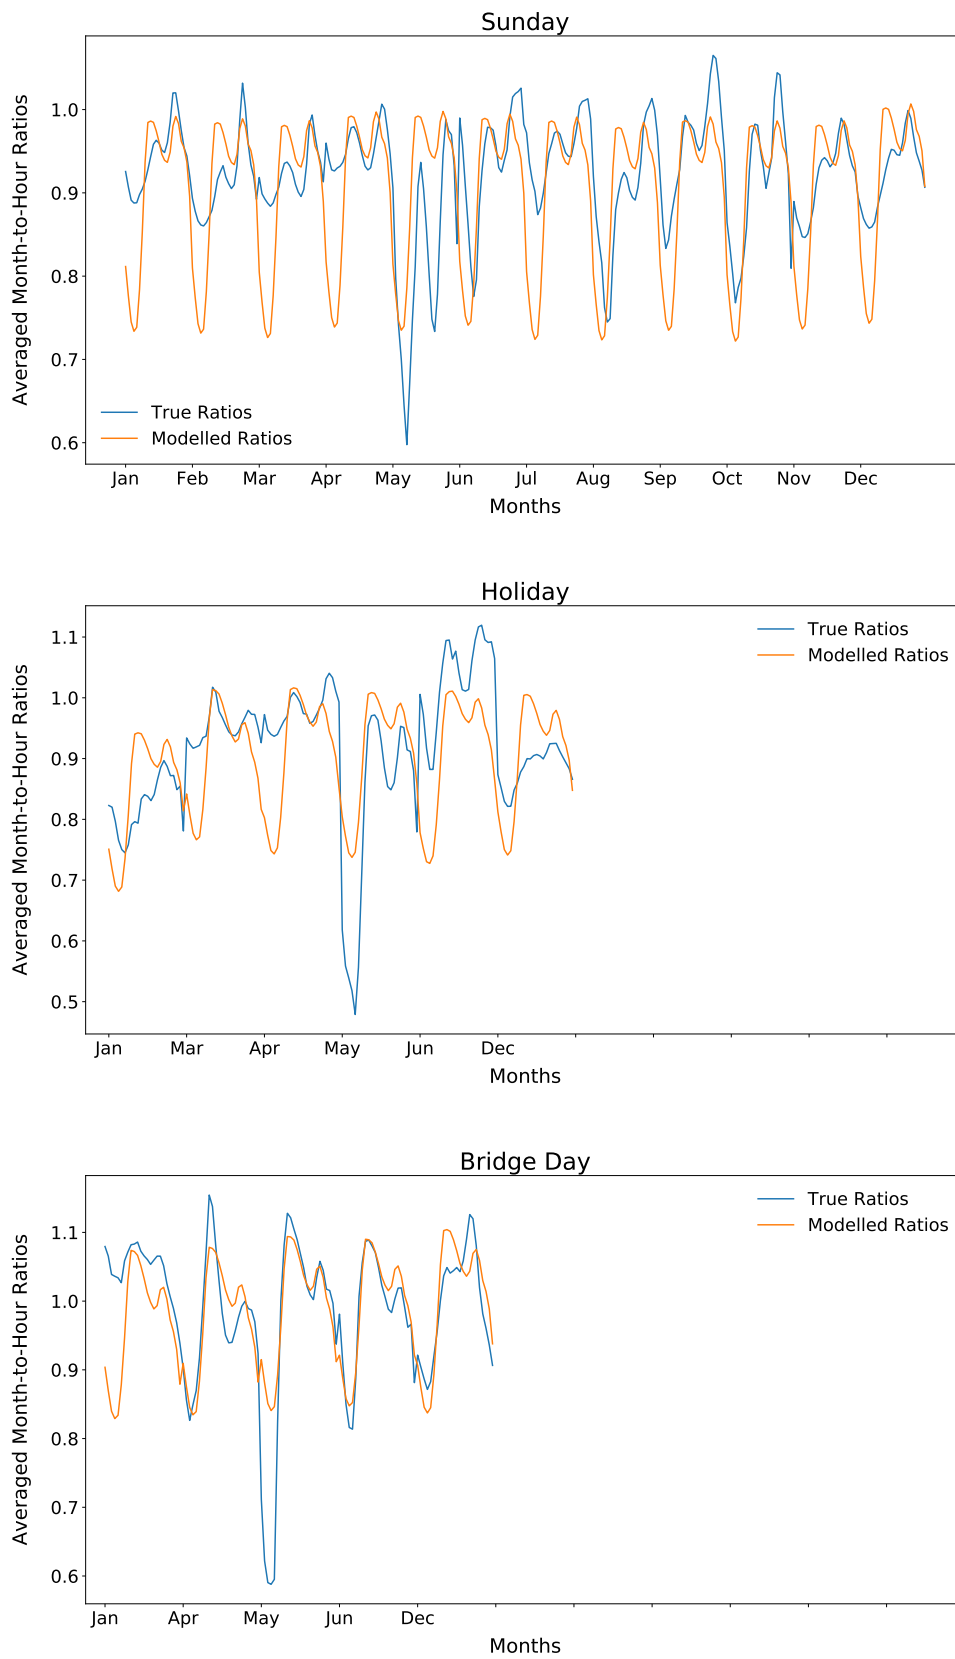 Sunday
Averaged Month-to-Hour Ratios
1.0
0.9
0.8
0.7
0.6
True Ratios
Modelled Ratios
Jan Feb Mar Apr May Jun Jul Aug Sep Oct Nov Dec
Months
Holiday
Averaged Month-to-Hour Ratios
1.1
1.0
0.9
0.8
0.7
0.6
0.5
True Ratios
Modelled Ratios
Jan Mar Apr May Jun Dec
Months
Bridge Day
Averaged Month-to-Hour Ratios
1.1
1.0
0.9
0.8
0.7
0.6
True Ratios
Modelled Ratios
Jan Apr May Jun Dec
Months